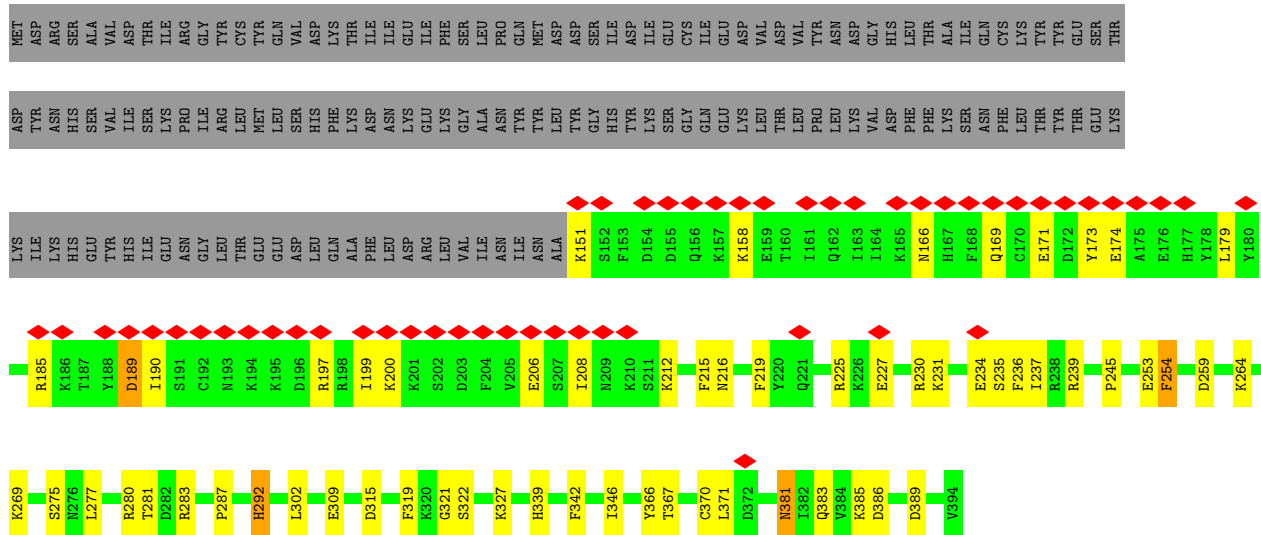 MET ASP ARG SER ALA VAL ASP THR ILE ILE ARG GLY TYR CYS TYR GLN VAL ASP LYS THR ILE ILE GLU ILE PHE SER LEU PRO GLN MET ASP ASP SER ILE ASP ILE GLU CYS ILE GLU ASP VAL ASP VAL TYR ASN ASP GLY HIS LEU THR ALA ILE GLN CYS LYS TYR TYR GLU SER THR
ASP TYR ASN HIS SER VAL ILE SER LYS PRO ILE ARG LEU MET LEU SER HIS PHE LYS ASP ASN LYS GLU LYS GLY ALA ASN TYR TYR LEU TYR GLY HIS TYR LYS SER GLY GLN GLU LYS LEU THR LEU PRO LEU LYS VAL ASP PHE PHE LYS SER ASN PHE LEU THR TYR THR GLU LYS
LYS ILE LYS HIS GLU TYR HIS ILE GLU ASN GLY LEU THR GLU GLU ASP LEU GLN ALA PHE LEU ASP ARG LEU VAL ILE ASN ILE ASN ALA K151 S152 F153 D154 D155 Q156 K157 K158 E159 T160 I161 Q162 I163 I164 K165 N166 H167 F168 Q169 C170 E171 D172 Y173 E174 A175 E176 H177 Y178 L179 Y180
R185 K186 T187 Y188 D189 I190 S191 C192 N193 K194 K195 D196 R197 R198 I199 K200 K201 S202 D203 F204 V205 E206 S207 I208 N209 K210 S211 K212 F215 N216 F219 Y220 Q221 R225 K226 E227 R230 K231 E234 S235 F236 I237 R238 R239 P245 E253 F254 D259 K264
K269 S275 N276 L277 R280 T281 D282 R283 P287 H292 L302 E309 D315 F319 K320 G321 S322 K327 H339 F342 I346 Y366 T367 C370 L371 D372 N381 I382 Q383 V384 K385 D386 D389 V394